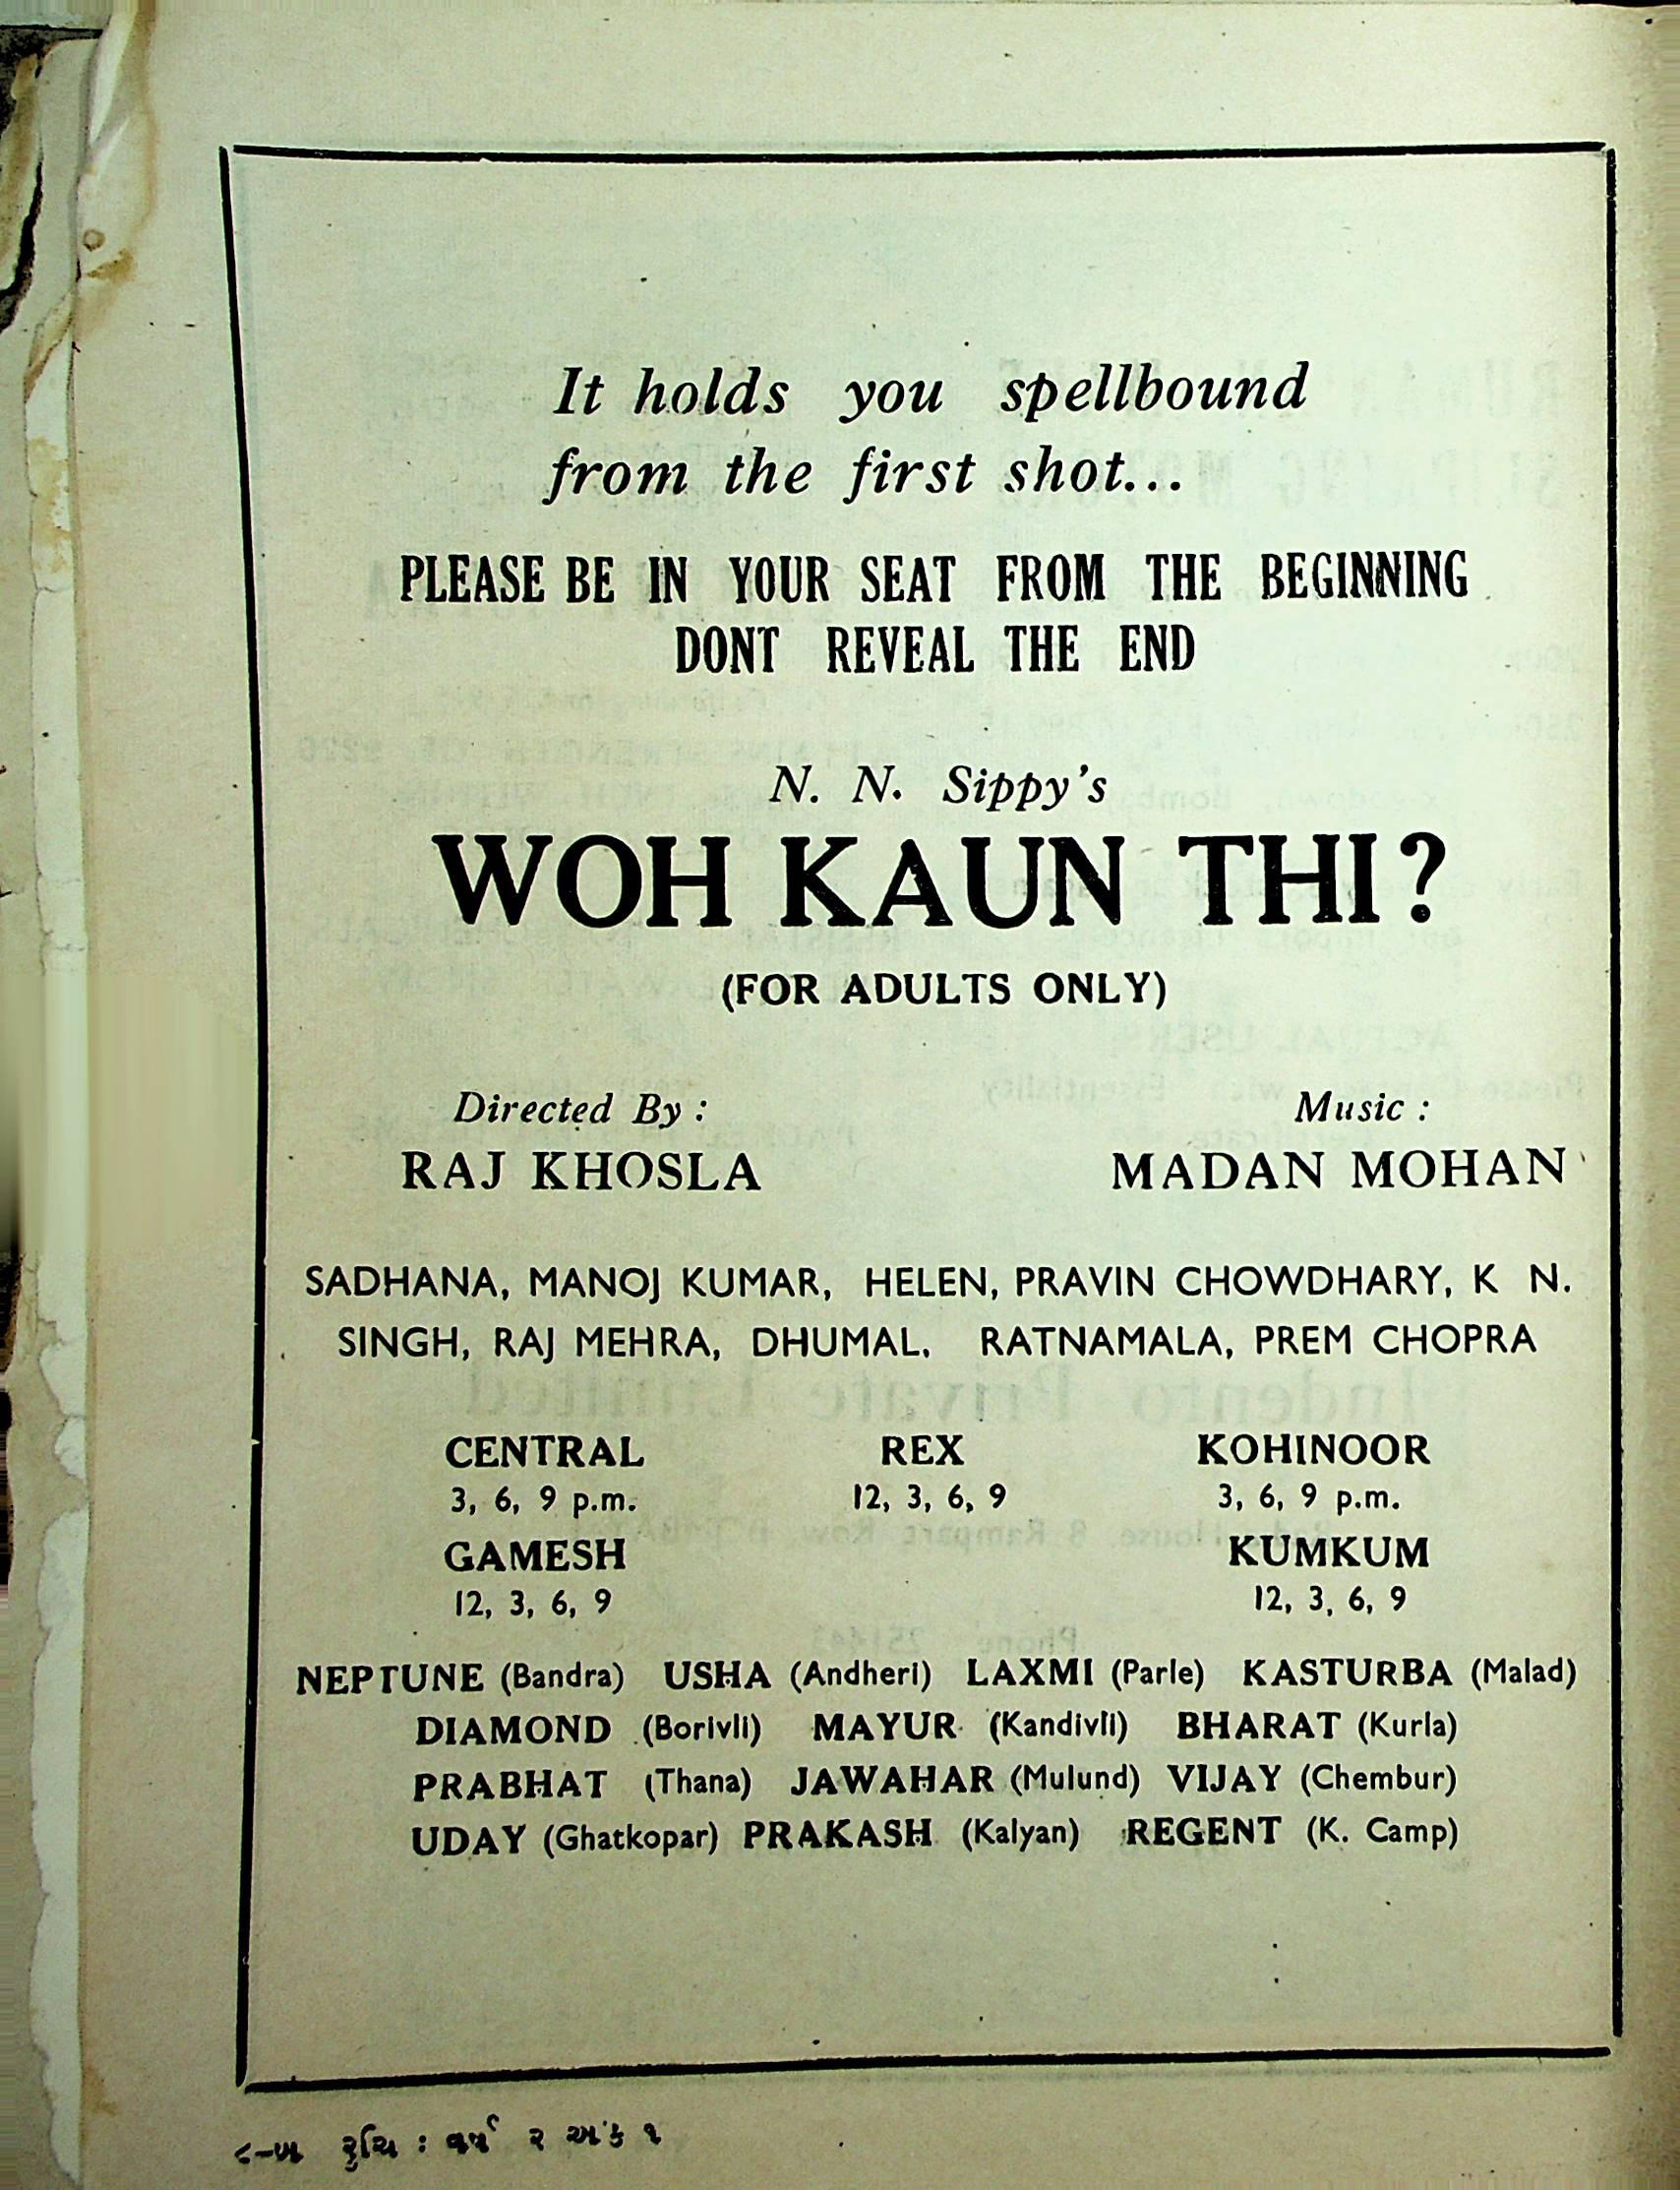 It holds you spellbound
from the first shot...
PLEASE BE IN YOUR SEAT FROM THE BEGINNING
DONT REVEAL THE END
N. N. Sippy's
WOH KAUN THI?
(FOR ADULTS ONLY)
Directed By : Music :
RAJ KHOSLA MADAN MOHAN
SADHANA, MANOJ KUMAR, HELEN, PRAVIN CHOWDHARY, K N.
SINGH, RAJ MEHRA, DHUMAL, RATNAMALA, PREM CHOPRA
CENTRAL REX KOHINOOR
3, 6, 9 p.m. 12, 3, 6, 9 3, 6, 9 p.m.
GAMESH KUMKUM
12, 3, 6, 9 12, 3, 6, 9
NEPTUNE (Bandra) USHA (Andheri) LAXMI (Parle) KASTURBA (Malad)
DIAMOND (Borivli) MAYUR (Kandivli) BHARAT (Kurla)
PRABHAT (Thana) JAWAHAR (Mulund) VIJAY (Chembur)
UDAY (Ghatkopar) PRAKASH (Kalyan) REGENT (K. Camp)
૮-ખ રુચિ : વર્ષ ૨ અંક ૧